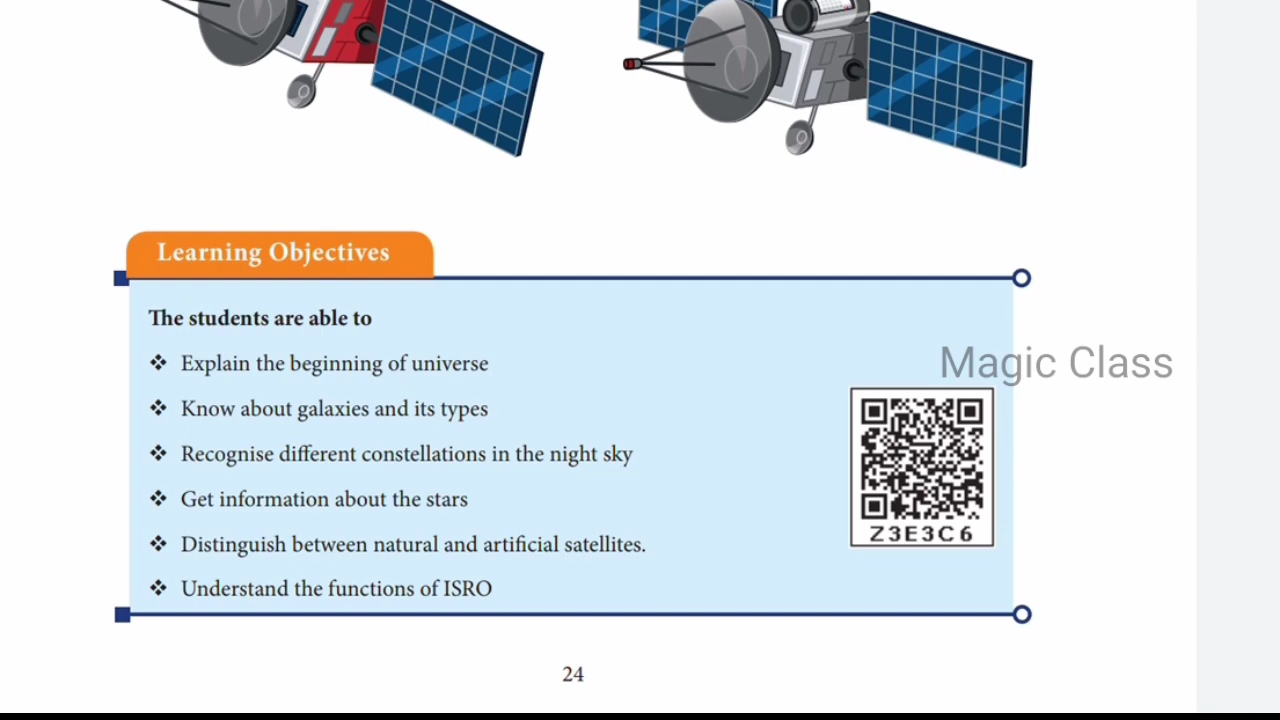 Learning Objectives
The students are able to
❖ Explain the beginning of universe
❖ Know about galaxies and its types
❖ Recognise different constellations in the night sky
❖ Get information about the stars
❖ Distinguish between natural and artificial satellites.
❖ Understand the functions of ISRO
Magic Class
Z3E3C6
24